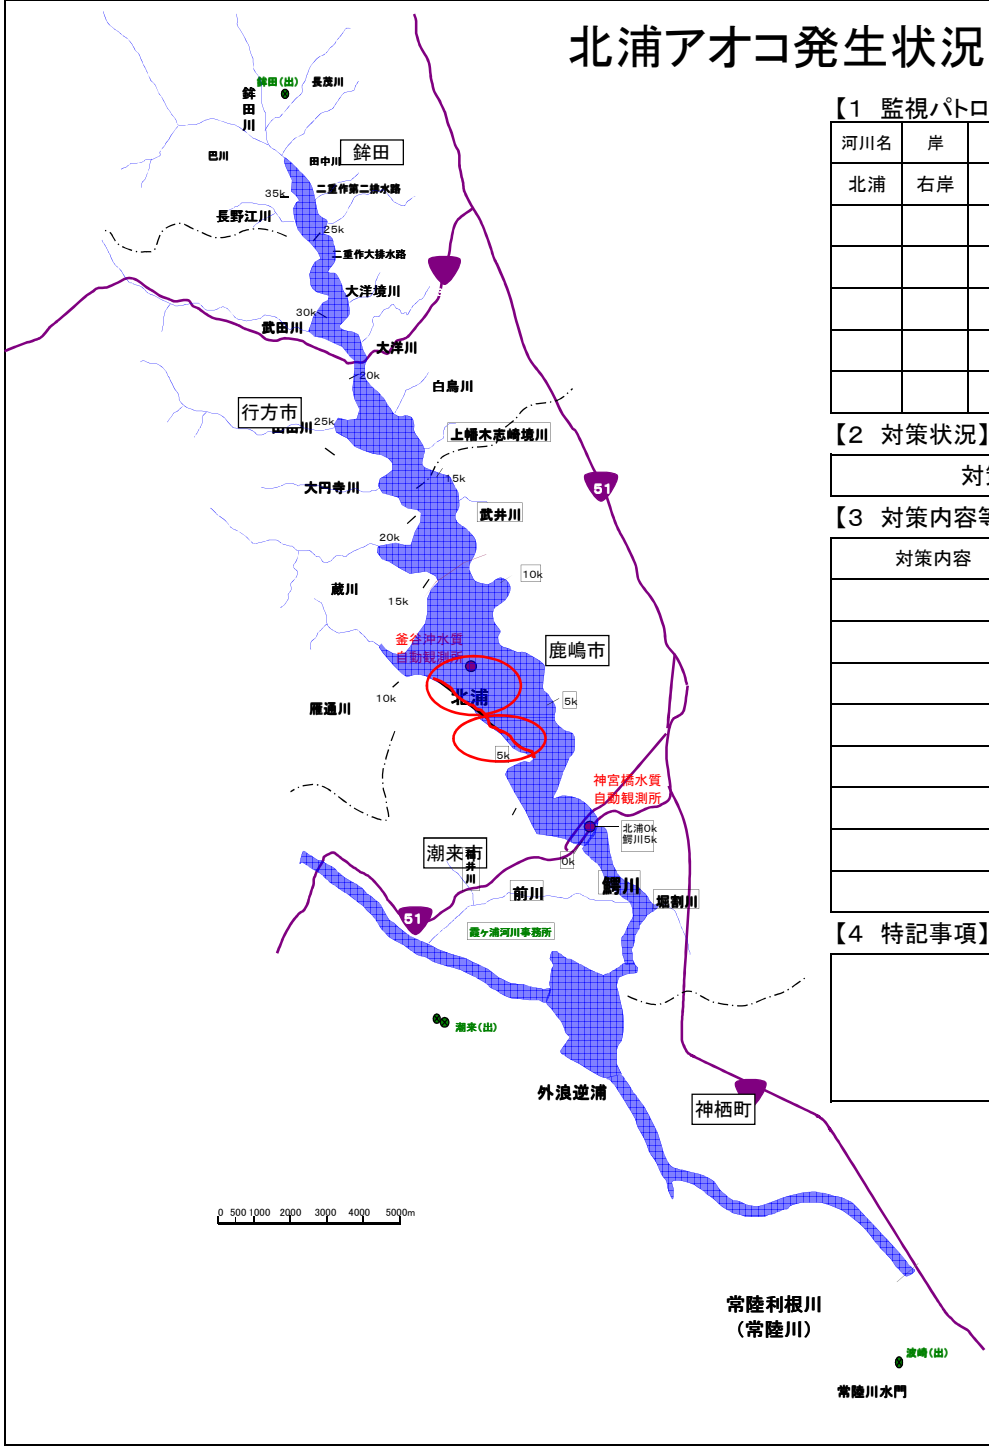 北浦アオコ発生状況
【1 監視パトロ
河川名 岸
北浦 右岸
【2 対策状況】
対
【3 対策内容等
対策内容
【4 特記事項】
鉾田(出)
長茂川
鉾田川
巴川
田中川
鉾田
35k
二重作第二排水路
長野江川
25k
二重作大排水路
大洋境川
30k
武田川
大洋川
20k
白鳥川
行方市
25k
上幡木志崎境川
15k
大円寺川
武井川
51
20k
10k
蔵川
15k
釜谷沖水質
自動観測所
鹿嶋市
北浦
10k
雁通川
5k
5k
神宮橋水質
自動観測所
北浦0k
鰐川5k
潮来市
0k
前川
鰐川
堀割川
51
霞ヶ浦河川事務所
潮来(出)
外浪逆浦
神栖町
0 500 1000 2000 3000 4000 5000m
常陸利根川
(常陸川)
波崎(出)
常陸川水門